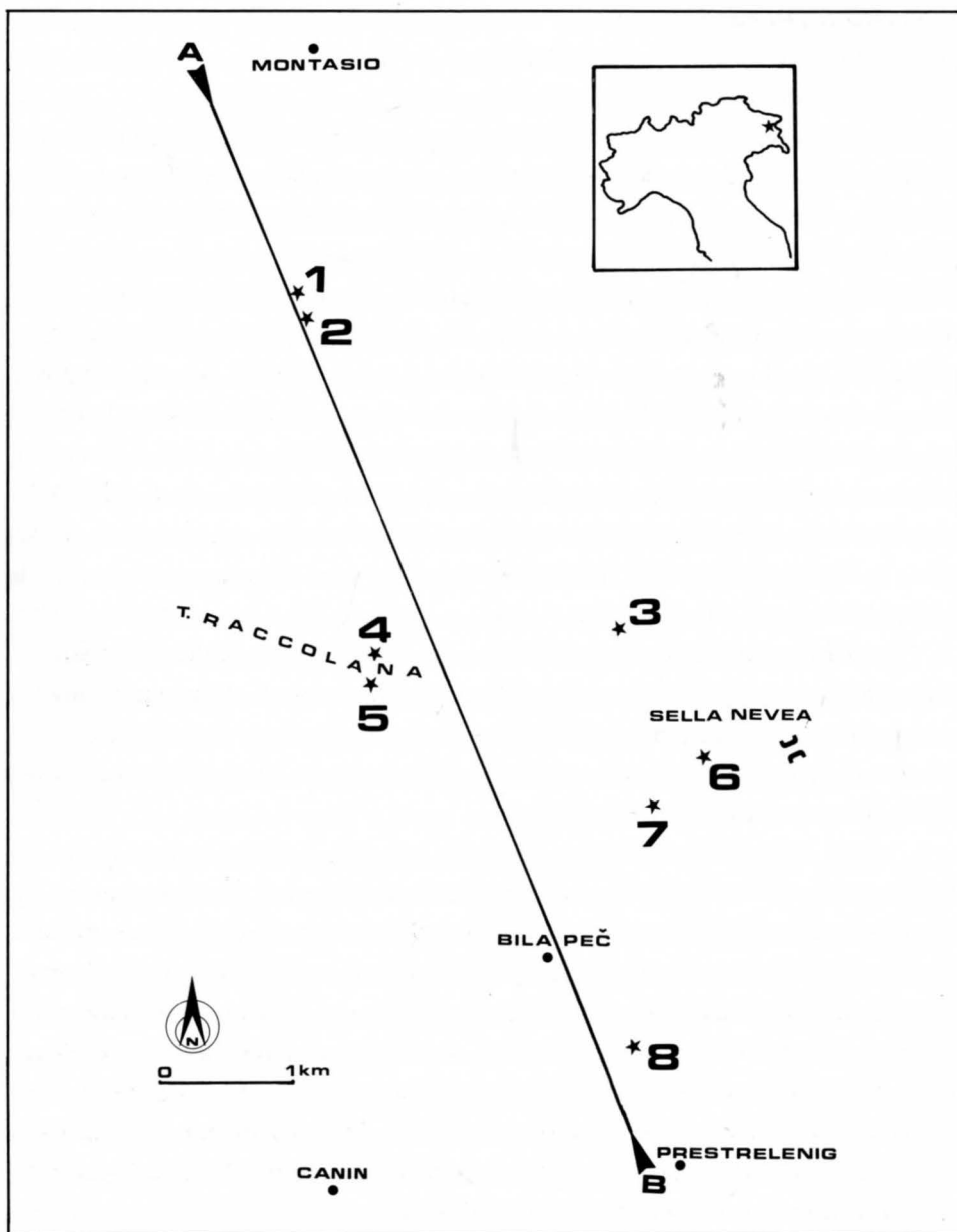 A
MONTASIO
1
2
3
T. RACCOLANA
4
5
SELLA NEVEA
6
7
BILA PEČ
N
8
0 1km
PRESTRELENIG
CANIN
B